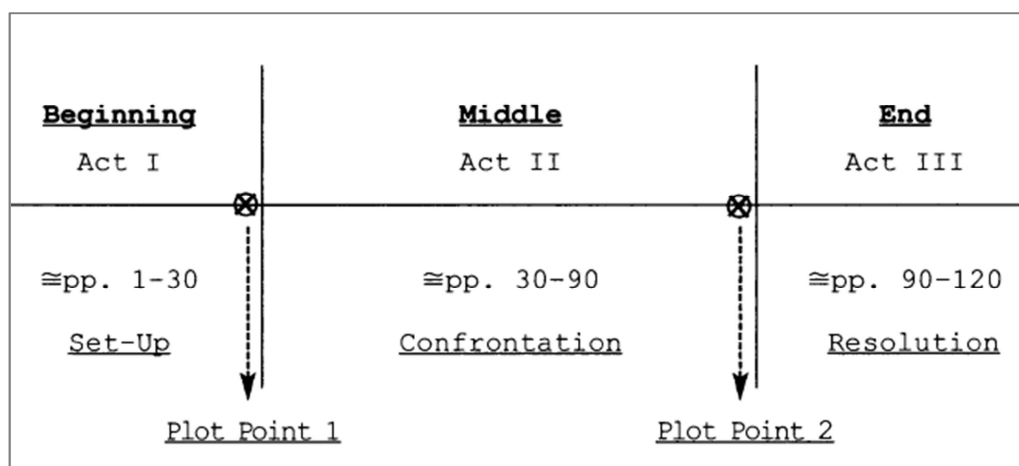 Beginning Middle End
Act I Act II Act III
≅pp. 1-30 ≅pp. 30-90 ≅pp. 90-120
Set-Up Confrontation Resolution
Plot Point 1 Plot Point 2